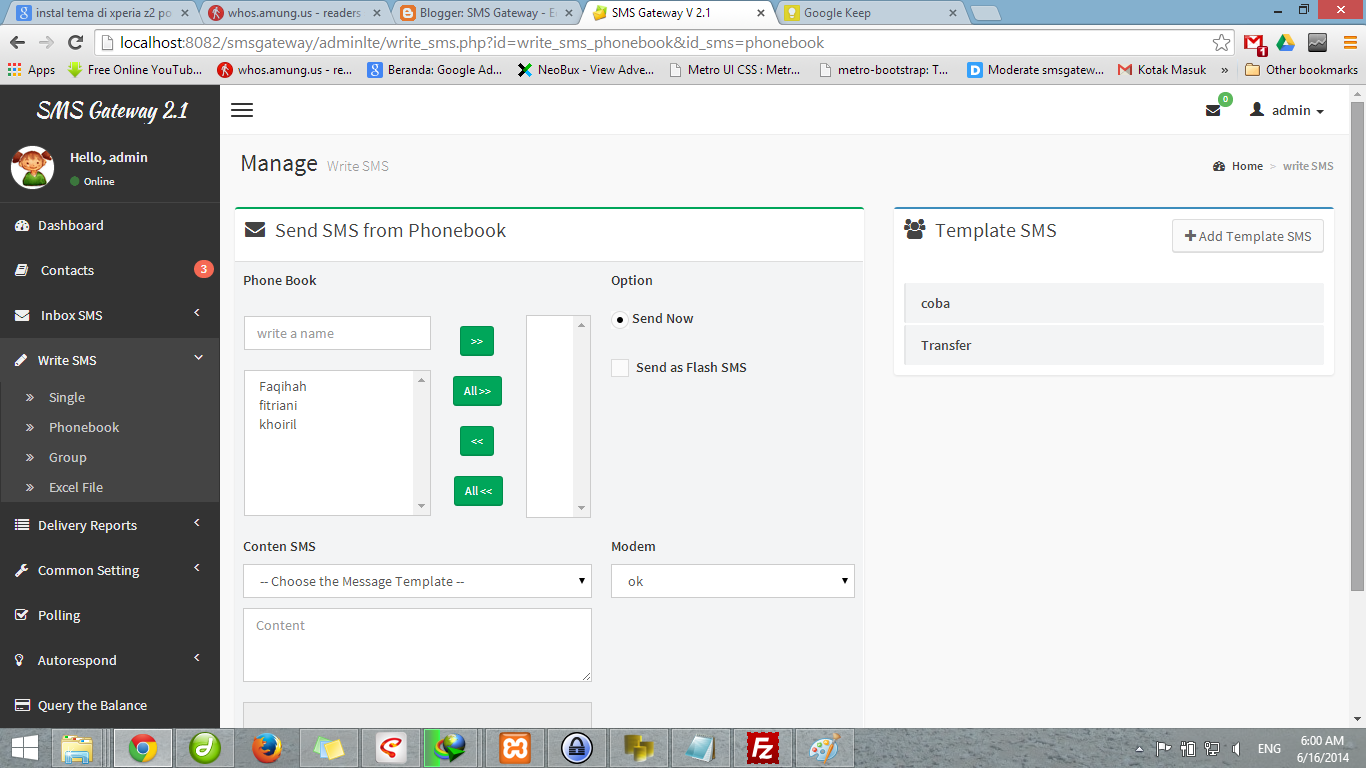 instal tema di xperia z2 po
whos.amung.us - readers
Blogger: SMS Gateway - E
SMS Gateway V 2.1
Google Keep
localhost:8082/smsgateway/adminlte/write_sms.php?id=write_sms_phonebook&id_sms=phonebook
1
Apps
Free Online YouTub...
whos.amung.us - re...
Beranda: Google Ad...
NeoBux - View Adve...
Metro UI CSS : Metr...
metro-bootstrap: T...
Moderate smsgatew...
Kotak Masuk
»
Other bookmarks
SMS Gateway 2.1
0
admin
Hello, admin
Online
Manage Write SMS
Home > write SMS
Dashboard
Contacts 3
Inbox SMS
Write SMS
Single
Phonebook
Group
Excel File
Delivery Reports
Common Setting
Polling
Autorespond
Query the Balance
Send SMS from Phonebook
Phone Book
Option
write a name
>>
Send Now
Faqihah
fitriani
khoiril
All >>
<<
All <<
Send as Flash SMS
Conten SMS
Modem
-- Choose the Message Template --
ok
Content
Template SMS
Add Template SMS
coba
Transfer
ENG
6:00 AM
6/16/2014